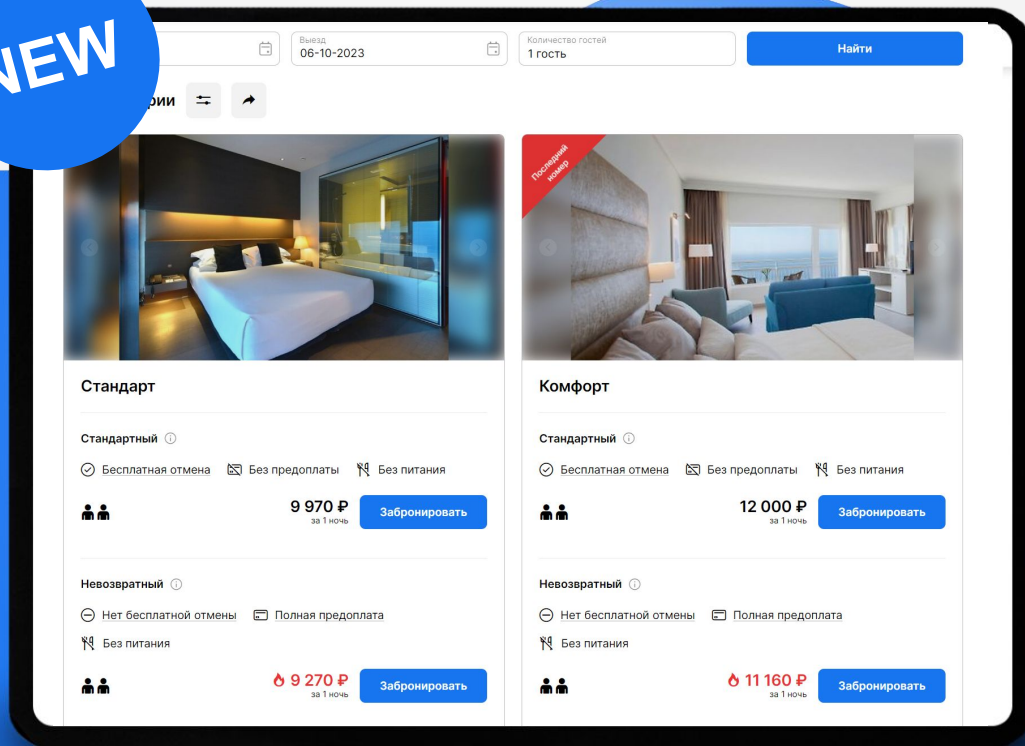 NEW
Выезд
06-10-2023
Количество гостей
1 гость
Найти
Последний
номер
Стандарт
Стандартный
Бесплатная отмена Без предоплаты Без питания
9 970 ₽
за 1 ночь
Забронировать
Невозвратный
Нет бесплатной отмены Полная предоплата
Без питания
9 270 ₽
за 1 ночь
Забронировать
Комфорт
Стандартный
Бесплатная отмена Без предоплаты Без питания
12 000 ₽
за 1 ночь
Забронировать
Невозвратный
Нет бесплатной отмены Полная предоплата
Без питания
11 160 ₽
за 1 ночь
Забронировать